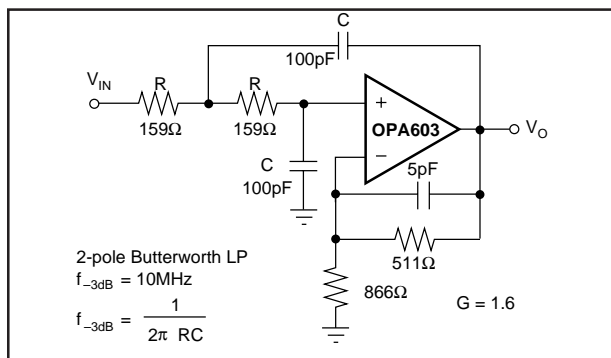 C
100pF
V_IN
R
R
159Ω
159Ω
+
OPA603
–
V_O
C
100pF
5pF
511Ω
866Ω
G = 1.6
2-pole Butterworth LP
f_–3dB = 10MHz
f_–3dB = 1 / 2π RC